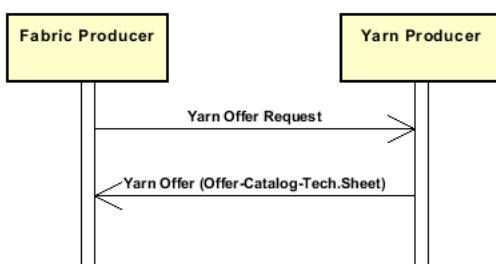 Fabric Producer
Yarn Producer
Yarn Offer Request
Yarn Offer (Offer-Catalog-Tech.Sheet)